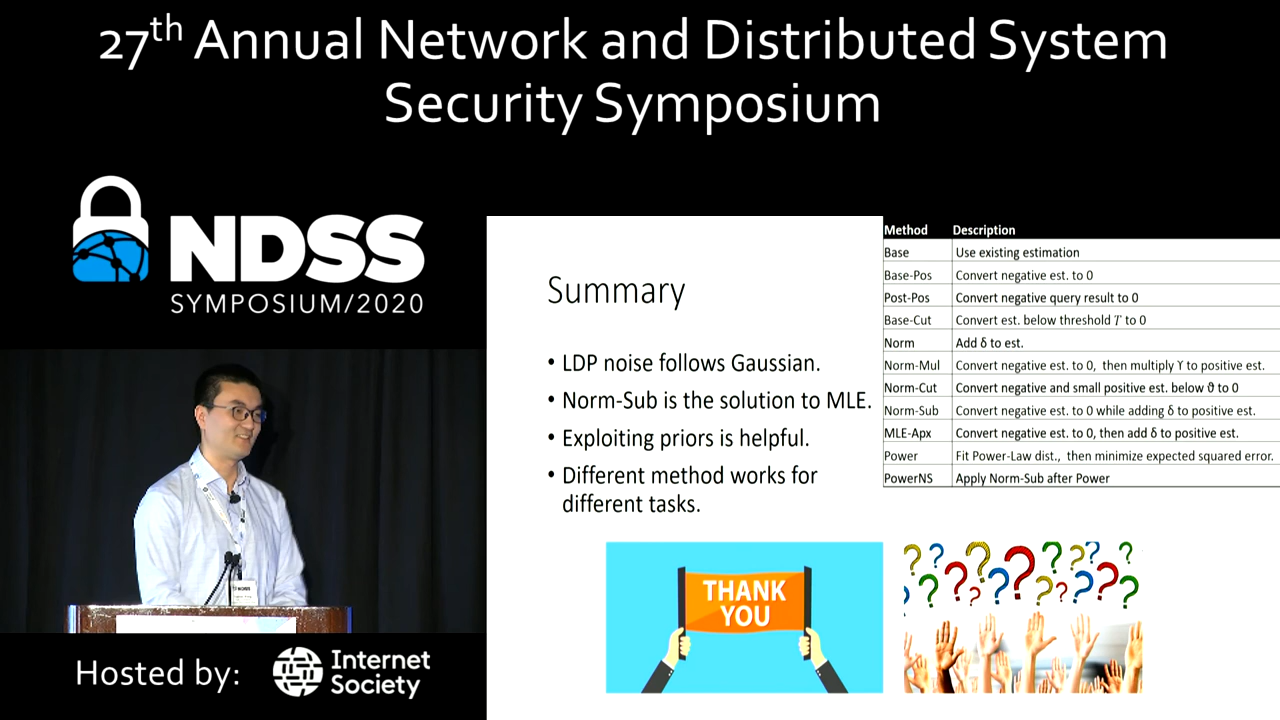 27th Annual Network and Distributed System
Security Symposium
NDSS
SYMPOSIUM/2020
Summary
• LDP noise follows Gaussian.
• Norm-Sub is the solution to MLE.
• Exploiting priors is helpful.
• Different method works for
different tasks.
Method Description
Base Use existing estimation
Base-Pos Convert negative est. to 0
Post-Pos Convert negative query result to 0
Base-Cut Convert est. below threshold T to 0
Norm Add δ to est.
Norm-Mul Convert negative est. to 0, then multiply ϒ to positive est.
Norm-Cut Convert negative and small positive est. below ϑ to 0
Norm-Sub Convert negative est. to 0 while adding δ to positive est.
MLE-Apx Convert negative est. to 0, then add δ to positive est.
Power Fit Power-Law dist., then minimize expected squared error.
PowerNS Apply Norm-Sub after Power
THANK
YOU
? ? ? ? ? ? ? ? ? ? ? ? ? ? ? ?
Hosted by:
Internet
Society